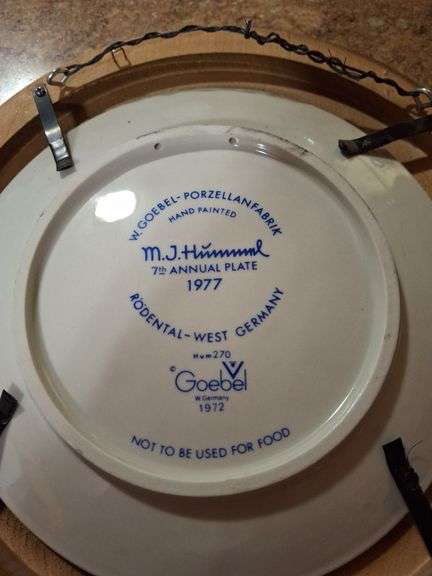 W. GOEBEL-PORZELLANFABRIK
HAND PAINTED
M.J. Hummel
7th ANNUAL PLATE
1977
RÖDENTAL-WEST GERMANY
Hum 270
© Goebel
W. Germany
1972
NOT TO BE USED FOR FOOD